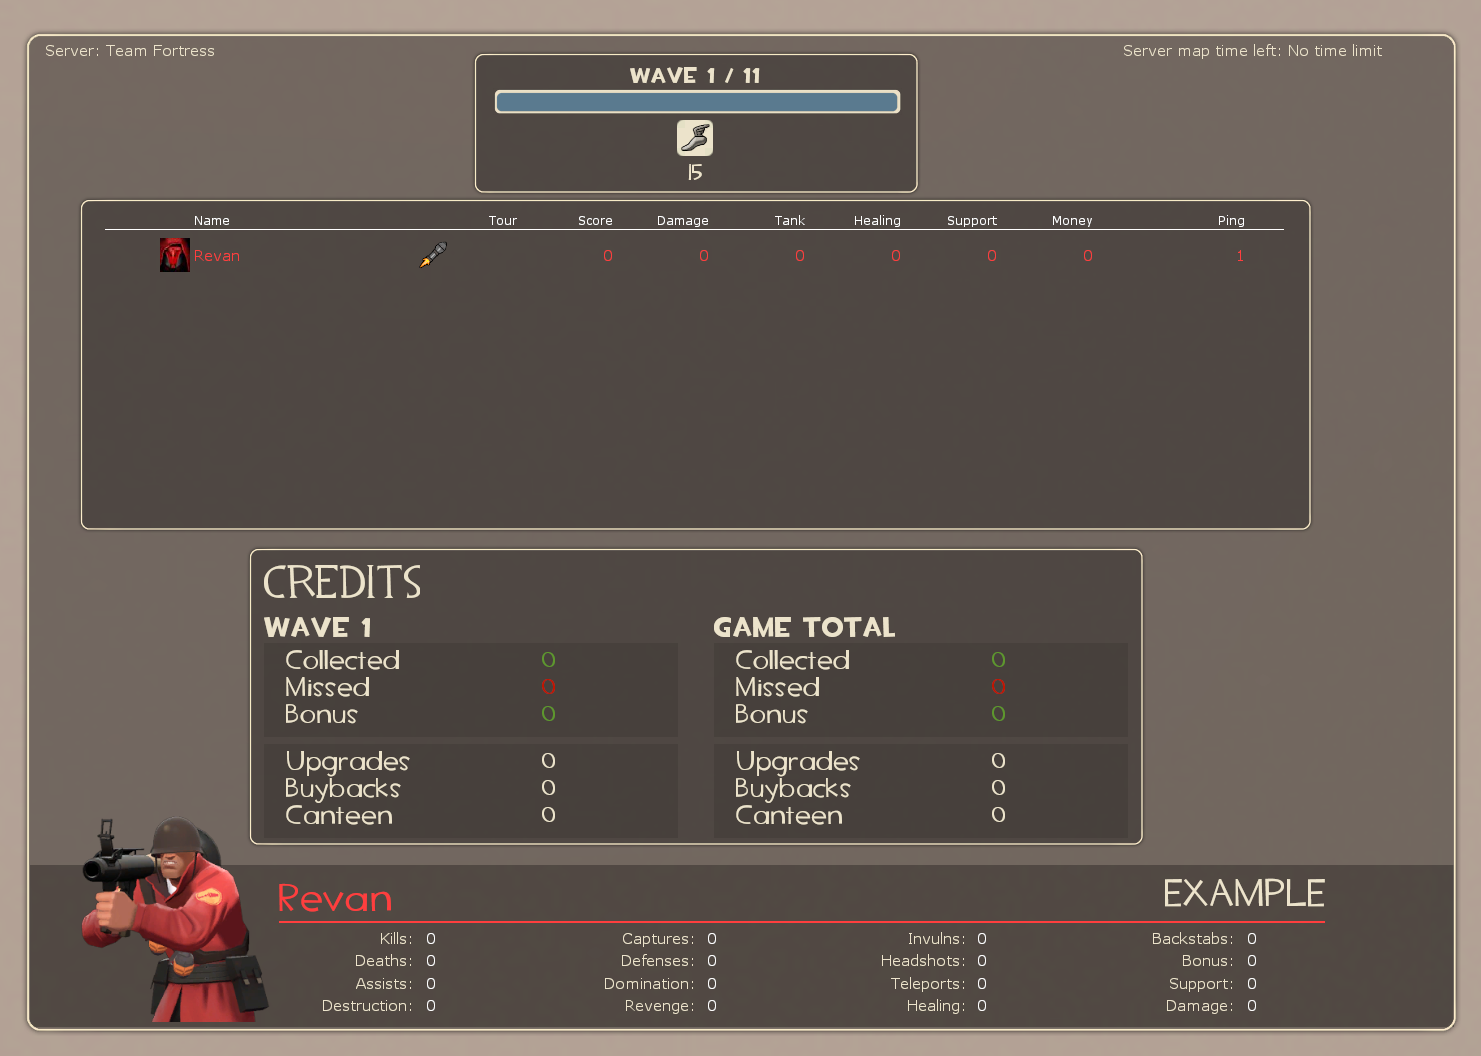 Server: Team Fortress
Server map time left: No time limit
WAVE 1 / 11
15
Name Tour Score Damage Tank Healing Support Money Ping
Revan 0 0 0 0 0 0 1
CREDITS
WAVE 1
Collected 0
Missed 0
Bonus 0
Upgrades 0
Buybacks 0
Canteen 0
GAME TOTAL
Collected 0
Missed 0
Bonus 0
Upgrades 0
Buybacks 0
Canteen 0
Revan
EXAMPLE
Kills: 0 Captures: 0 Invulns: 0 Backstabs: 0
Deaths: 0 Defenses: 0 Headshots: 0 Bonus: 0
Assists: 0 Domination: 0 Teleports: 0 Support: 0
Destruction: 0 Revenge: 0 Healing: 0 Damage: 0